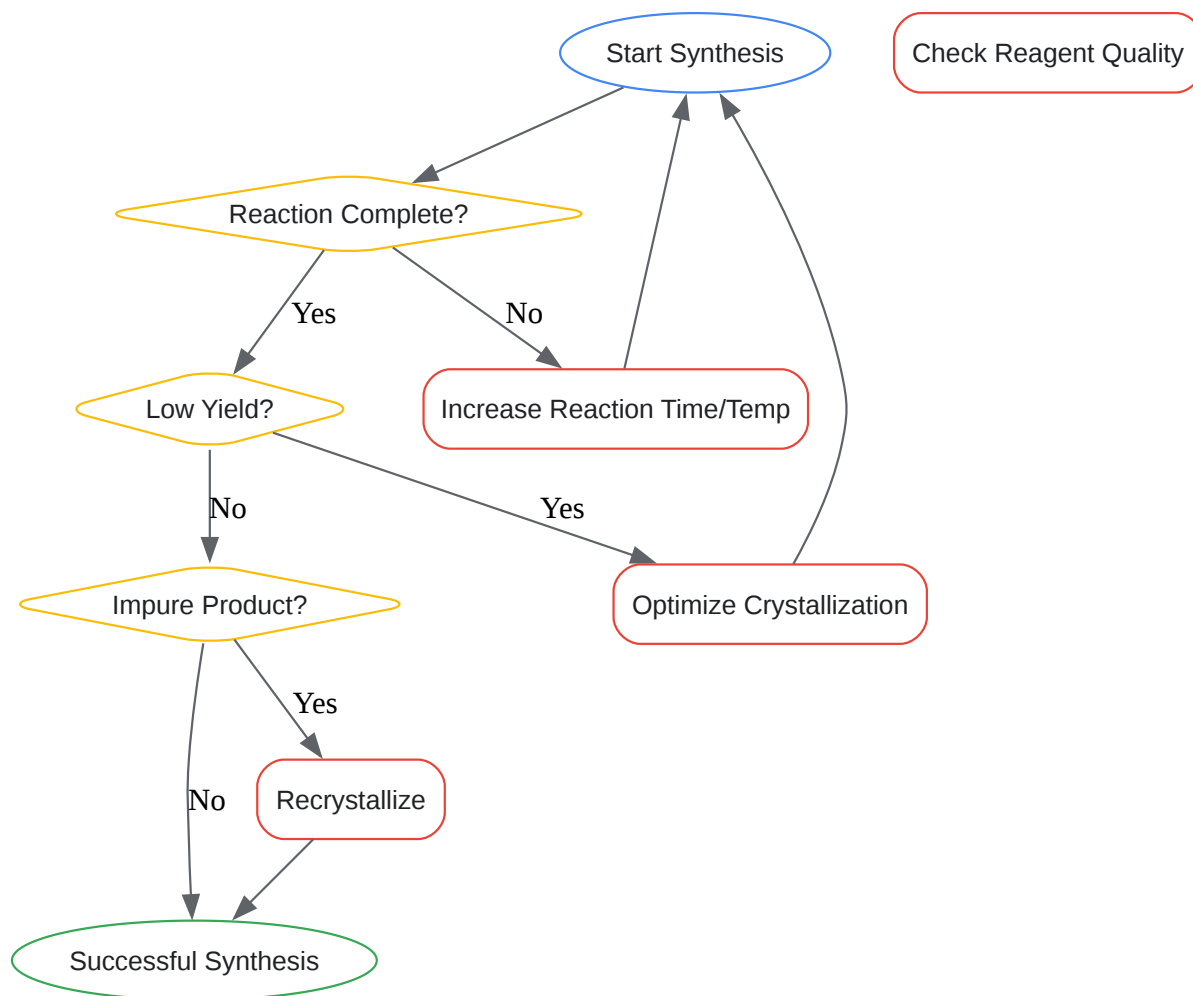 Start Synthesis
Check Reagent Quality
Reaction Complete?
Yes
No
Low Yield?
Increase Reaction Time/Temp
No
Yes
Impure Product?
Optimize Crystallization
Yes
No
Recrystallize
Successful Synthesis